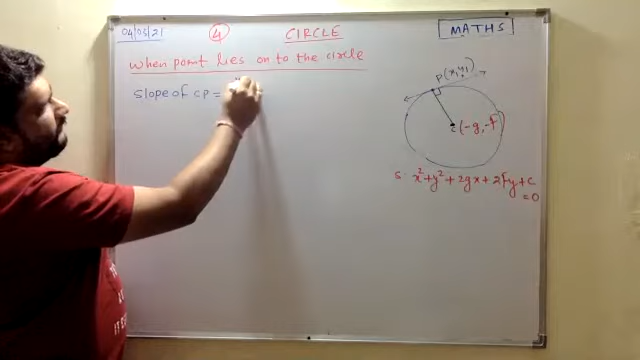 04/05/21
4
CIRCLE
MATHS
When point lies on to the circle
slope of CP =
P(x1, y1)
C (-g, -f)
S: x²+y²+2gx+2fy+c
=0